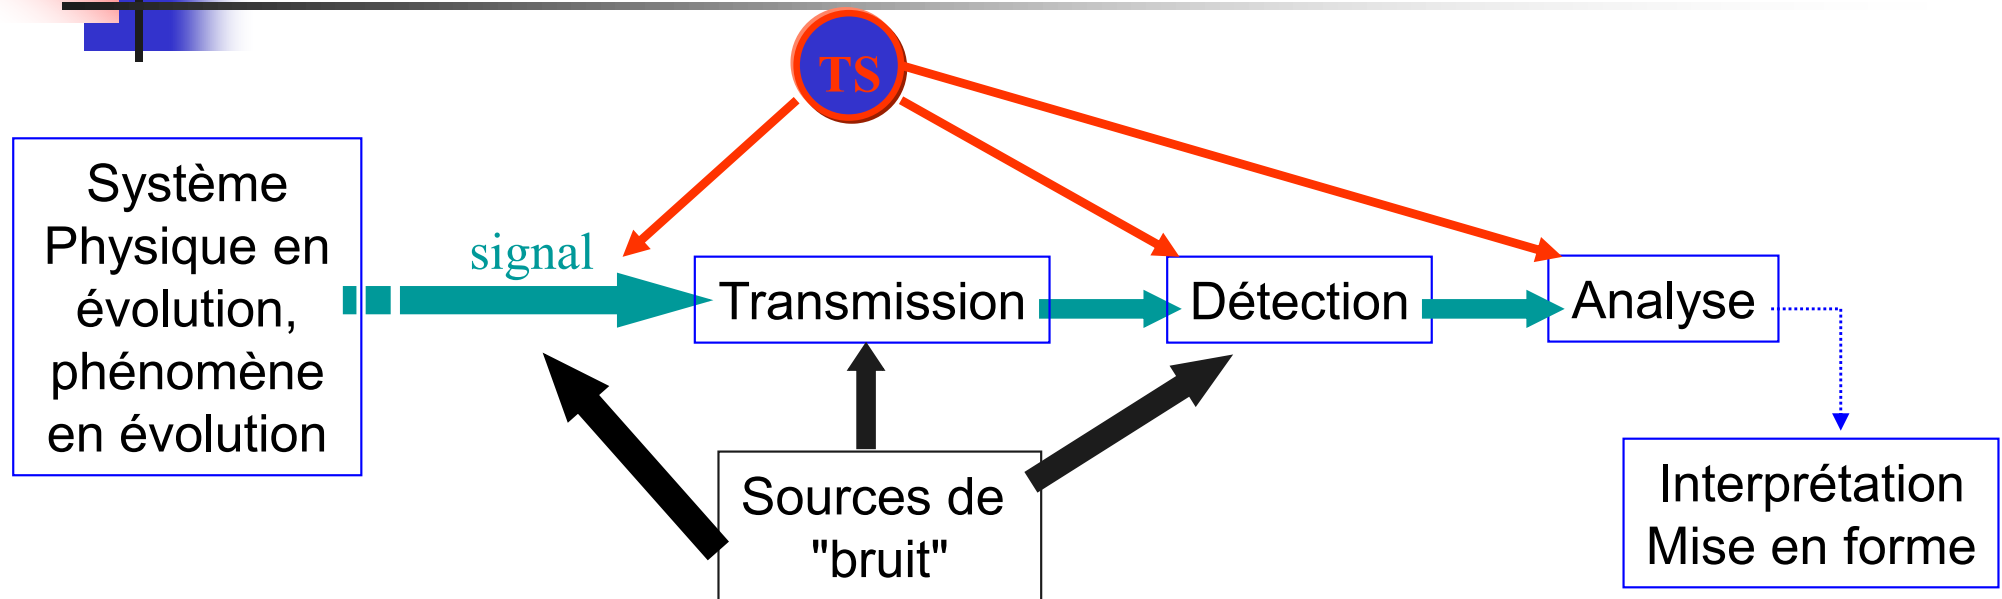 TS
Système
Physique en
évolution,
phénomène
en évolution
signal
Transmission
Détection
Analyse
Sources de
"bruit"
Interprétation
Mise en forme